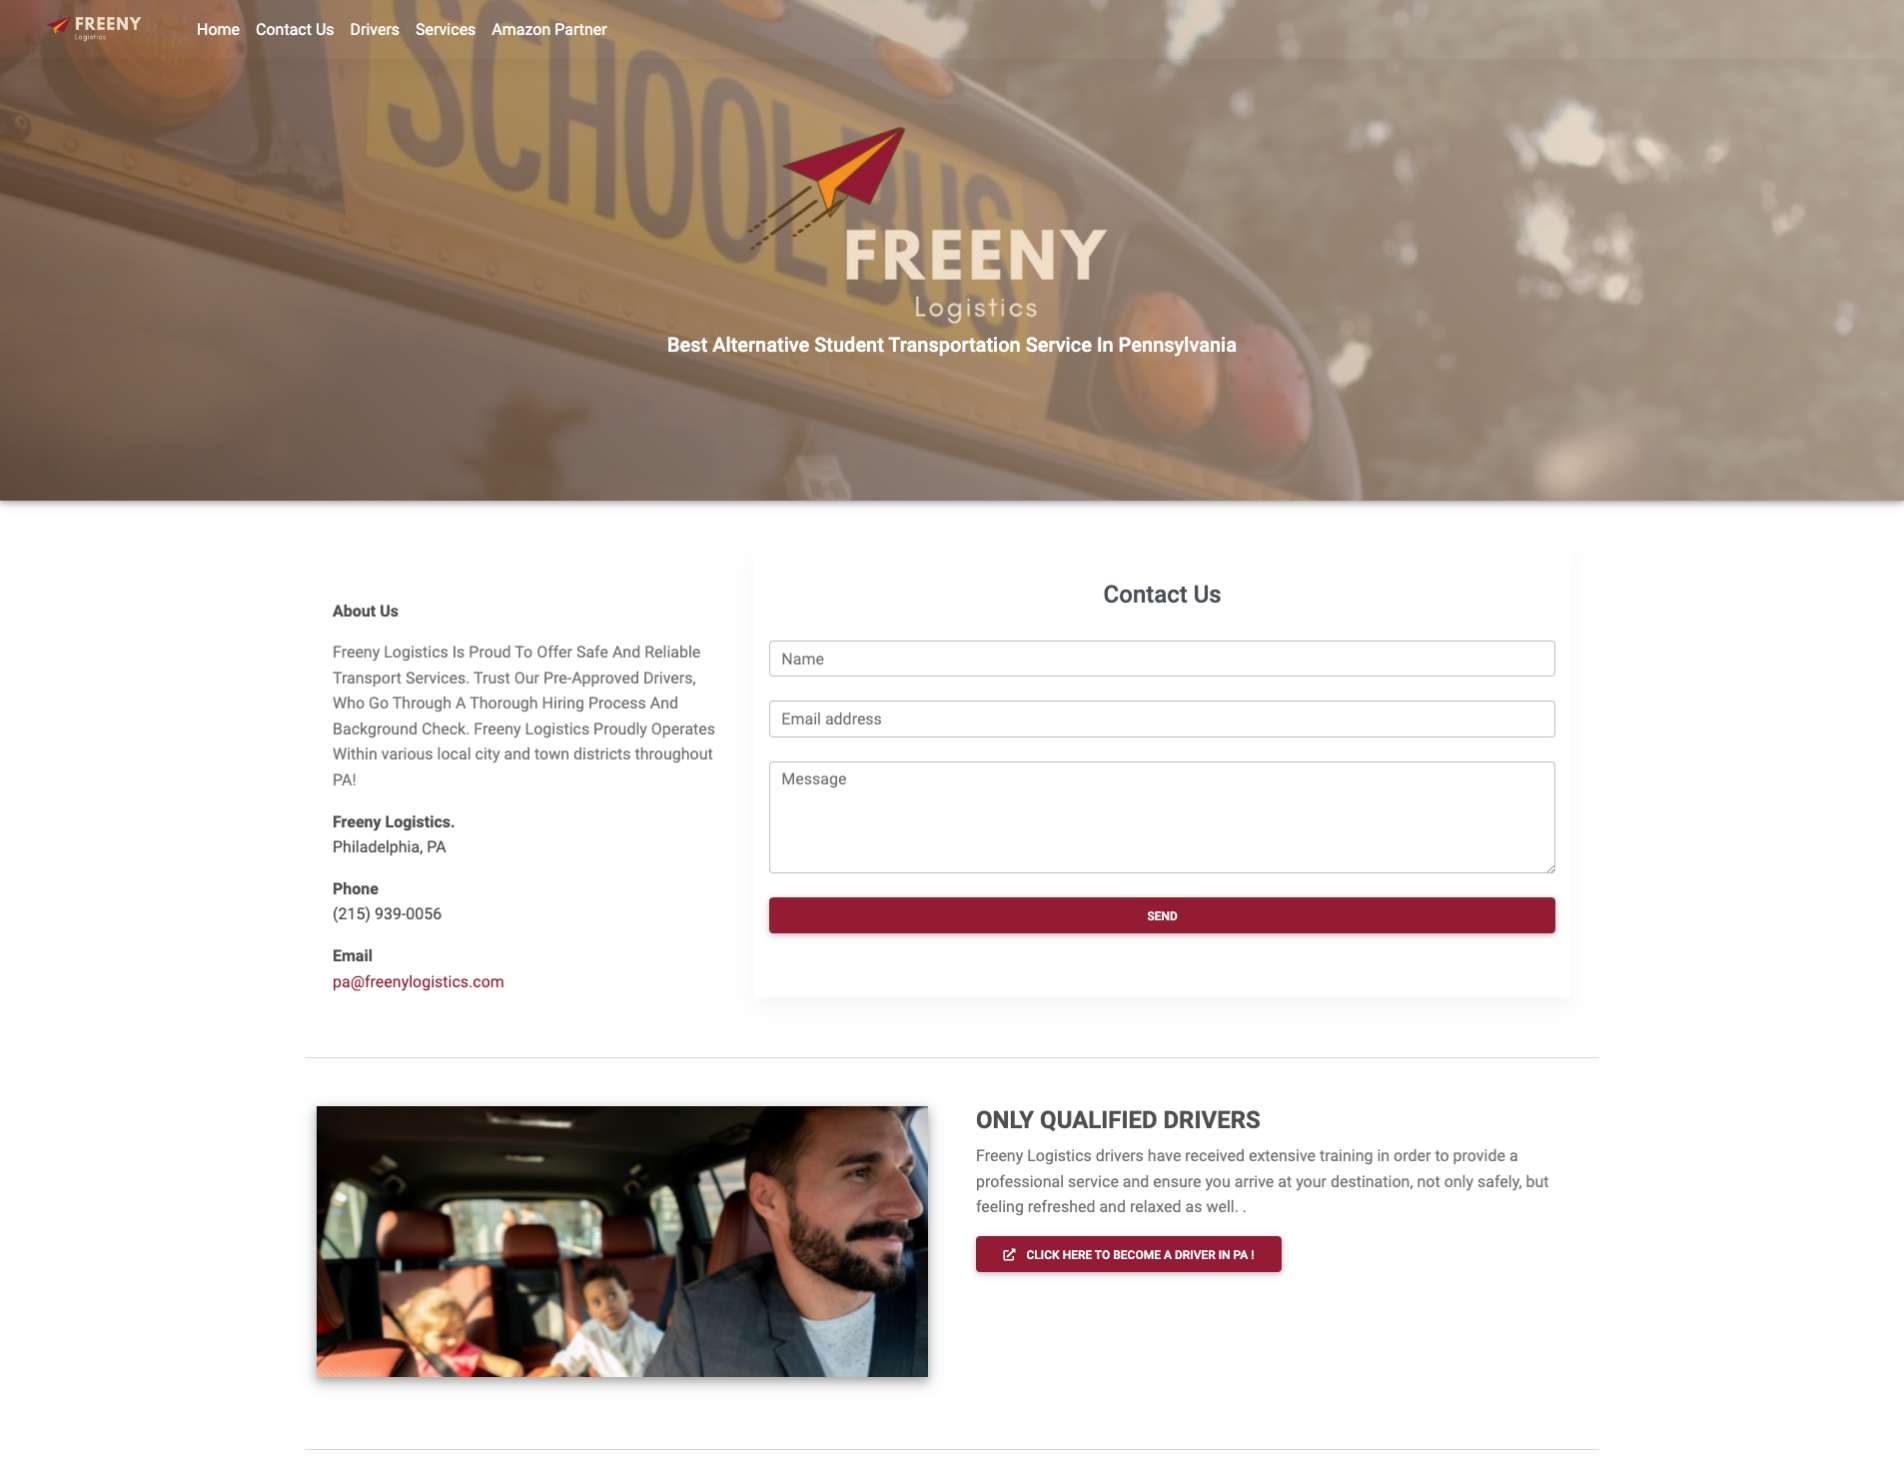 FREENY
Logistics
Home Contact Us Drivers Services Amazon Partner
SCHOOL BUS
FREENY
Logistics
Best Alternative Student Transportation Service In Pennsylvania
About Us
Freeny Logistics Is Proud To Offer Safe And Reliable
Transport Services. Trust Our Pre-Approved Drivers,
Who Go Through A Thorough Hiring Process And
Background Check. Freeny Logistics Proudly Operates
Within various local city and town districts throughout
PA!
Freeny Logistics.
Philadelphia, PA
Phone
(215) 939-0056
Email
pa@freenylogistics.com
Contact Us
Name
Email address
Message
SEND
ONLY QUALIFIED DRIVERS
Freeny Logistics drivers have received extensive training in order to provide a
professional service and ensure you arrive at your destination, not only safely, but
feeling refreshed and relaxed as well. .
CLICK HERE TO BECOME A DRIVER IN PA !